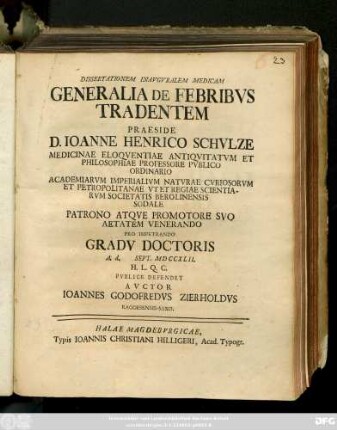 23
DISSERTATIONEM INAVGVRALEM MEDICAM
GENERALIA DE FEBRIBVS
TRADENTEM
PRAESIDE
D. IOANNE HENRICO SCHVLZE
MEDICINAE ELOQVENTIAE ANTIQVITATVM ET
PHILOSOPHIAE PROFESSORE PVBLICO
ORDINARIO
ACADEMIARVM IMPERIALIVM NATVRAE CVRIOSORVM
ET PETROPOLITANAE VT ET REGIAE SCIENTIA-
RVM SOCIETATIS BEROLINENSIS
SODALE
PATRONO ATQVE PROMOTORE SVO
AETATEM VENERANDO
PRO IMPETRANDO
GRADV DOCTORIS
A. d. SEPT. MDCCXLII.
H. L. Q. C.
PVBLICE DEFENDET
AVCTOR
IOANNES GODOFREDVS ZIERHOLDVS
HALAE MAGDEBVRGICAE,
Typis IOANNIS CHRISTIANI HILLIGERI, Acad. Typogr.
DFG